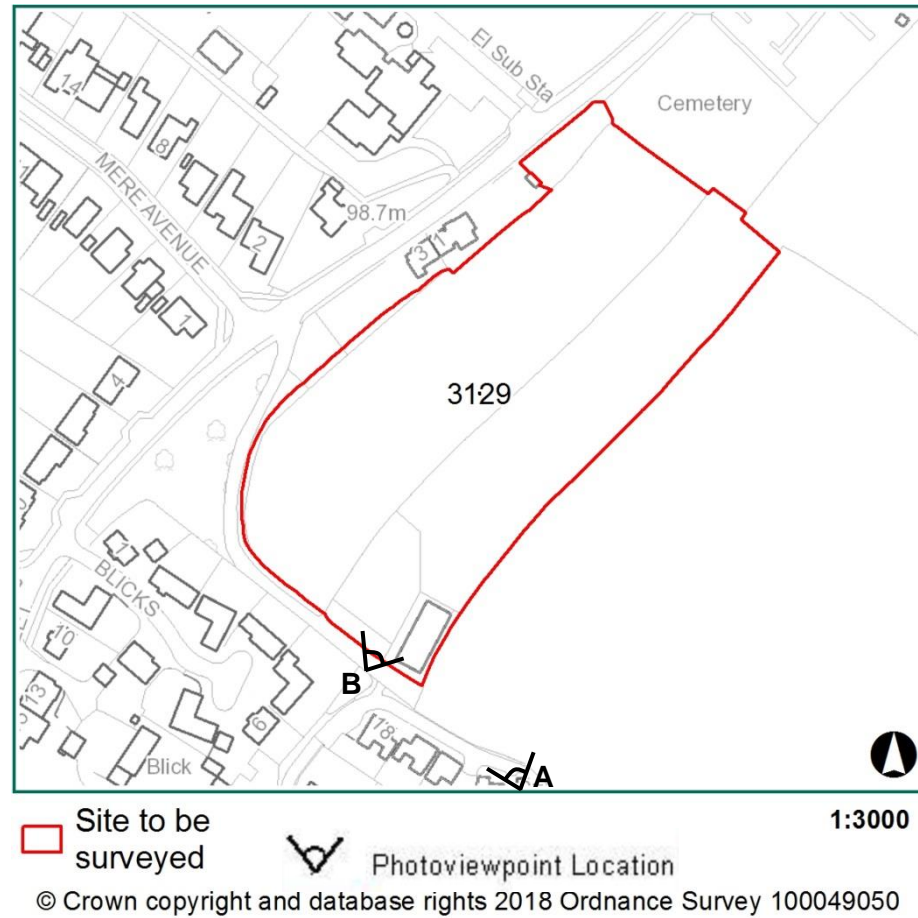 El Sub Sta
Cemetery
14
8
MERE AVENUE
2
98.7m
1
3
1
4
3129
1
BLICKS
10
B
13
6
18
Blick
A
Site to be
surveyed
Photoviewpoint Location
1:3000
© Crown copyright and database rights 2018 Ordnance Survey 100049050